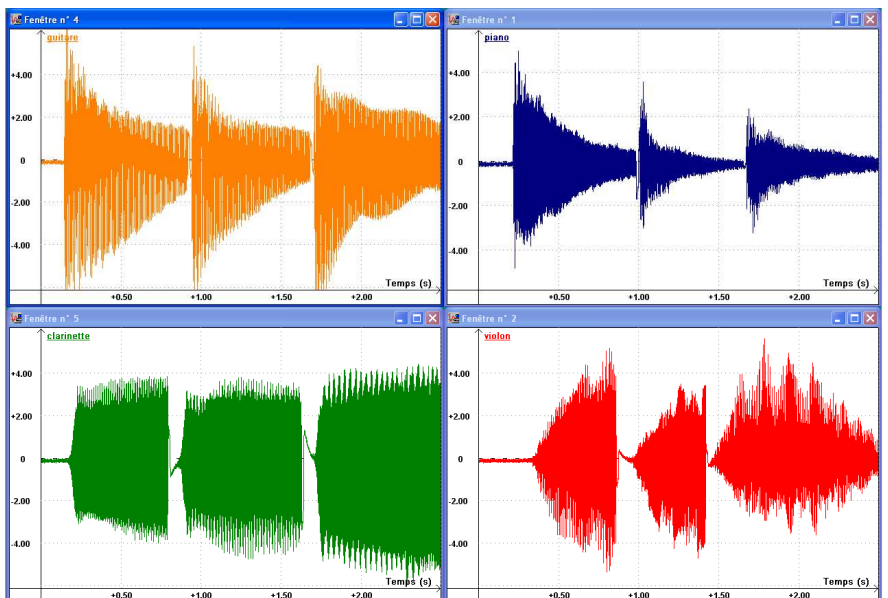 Fenêtre n° 4
guitare
+4.00
+2.00
0
-2.00
-4.00
Temps (s)
+0.50 +1.00 +1.50 +2.00
Fenêtre n° 1
piano
+4.00
+2.00
0
-2.00
-4.00
Temps (s)
+0.50 +1.00 +1.50 +2.00
Fenêtre n° 5
clarinette
+4.00
+2.00
0
-2.00
-4.00
Temps (s)
+0.50 +1.00 +1.50 +2.00
Fenêtre n° 2
violon
+4.00
+2.00
0
-2.00
-4.00
Temps (s)
+0.50 +1.00 +1.50 +2.00